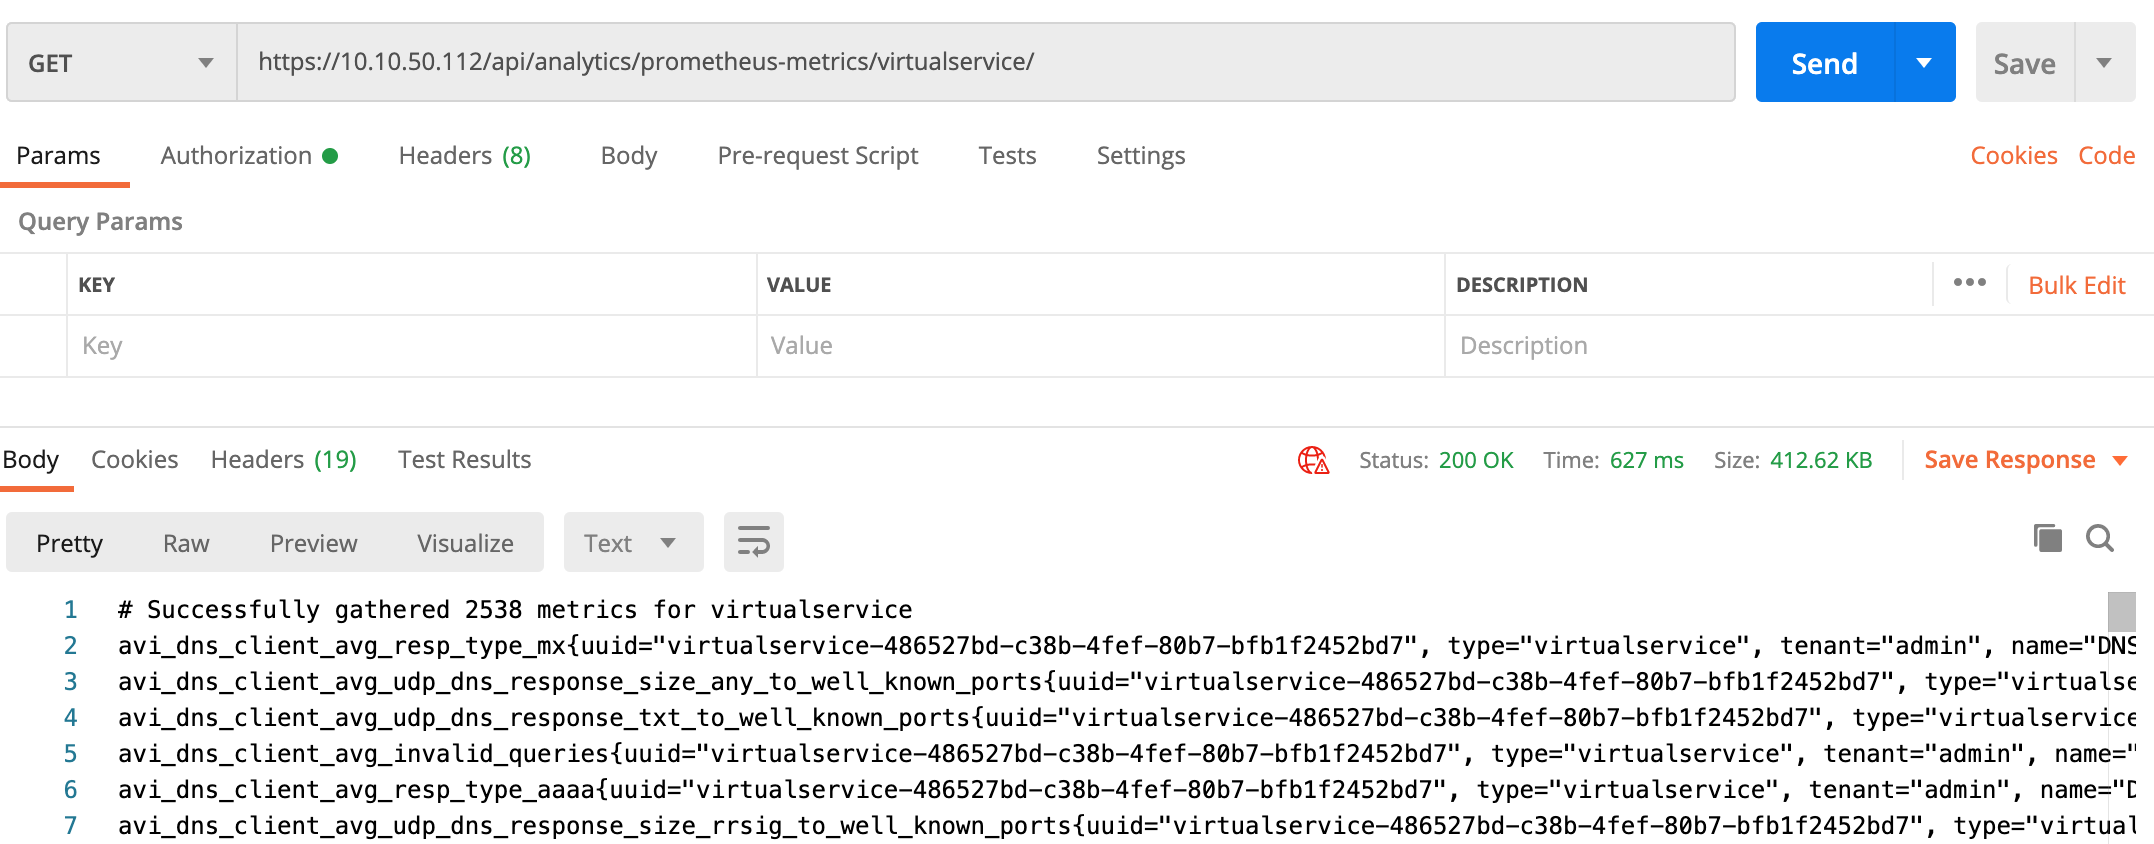 GET https://10.10.50.112/api/analytics/prometheus-metrics/virtualservice/ Send Save
Params Authorization Headers (8) Body Pre-request Script Tests Settings Cookies Code
Query Params
KEY VALUE DESCRIPTION Bulk Edit
Key Value Description
Body Cookies Headers (19) Test Results Status: 200 OK Time: 627 ms Size: 412.62 KB Save Response
Pretty Raw Preview Visualize Text
1 # Successfully gathered 2538 metrics for virtualservice
2 avi_dns_client_avg_resp_type_mx{uuid="virtualservice-486527bd-c38b-4fef-80b7-bfb1f2452bd7", type="virtualservice", tenant="admin", name="DNS
3 avi_dns_client_avg_udp_dns_response_size_any_to_well_known_ports{uuid="virtualservice-486527bd-c38b-4fef-80b7-bfb1f2452bd7", type="virtualse
4 avi_dns_client_avg_udp_dns_response_txt_to_well_known_ports{uuid="virtualservice-486527bd-c38b-4fef-80b7-bfb1f2452bd7", type="virtualservice
5 avi_dns_client_avg_invalid_queries{uuid="virtualservice-486527bd-c38b-4fef-80b7-bfb1f2452bd7", type="virtualservice", tenant="admin", name="
6 avi_dns_client_avg_resp_type_aaaa{uuid="virtualservice-486527bd-c38b-4fef-80b7-bfb1f2452bd7", type="virtualservice", tenant="admin", name="D
7 avi_dns_client_avg_udp_dns_response_size_rrsig_to_well_known_ports{uuid="virtualservice-486527bd-c38b-4fef-80b7-bfb1f2452bd7", type="virtual